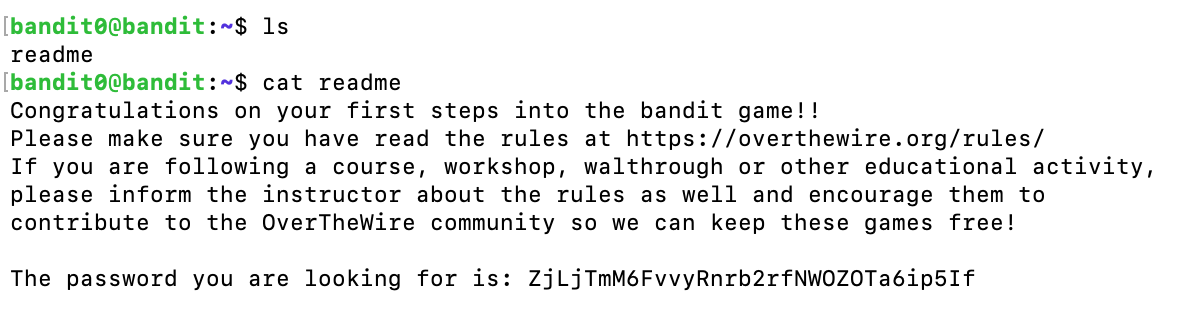 bandit0@bandit:~$ ls
readme
bandit0@bandit:~$ cat readme
Congratulations on your first steps into the bandit game!!
Please make sure you have read the rules at https://overthewire.org/rules/
If you are following a course, workshop, walthrough or other educational activity,
please inform the instructor about the rules as well and encourage them to
contribute to the OverTheWire community so we can keep these games free!

The password you are looking for is: ZjLjTmM6FvvyRnrb2rfNWOZOTa6ip5If